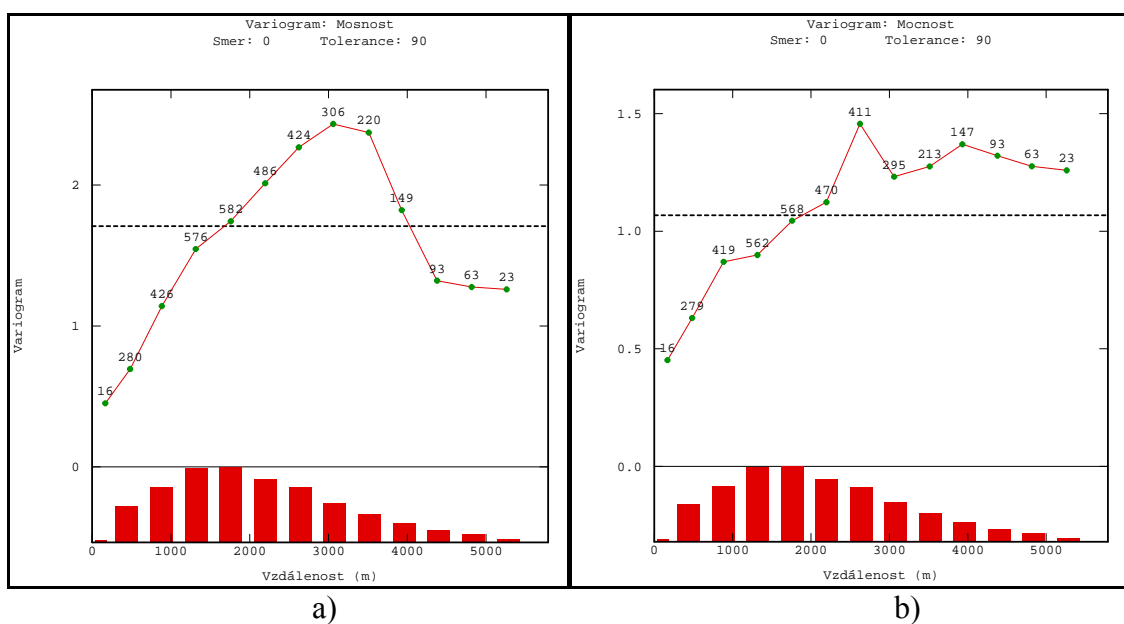 Variogram: Mosnost
Smer: 0 Tolerance: 90
306
220
424
486
582
149
576
426
93
63
23
280
16
2
1
0
Variogram
0 1000 2000 3000 4000 5000
Vzdálenost (m)
a)
Variogram: Mocnost
Smer: 0 Tolerance: 90
411
147
93
213
63
23
295
470
568
419
562
279
16
1.5
1.0
0.5
0.0
Variogram
0 1000 2000 3000 4000 5000
Vzdálenost (m)
b)